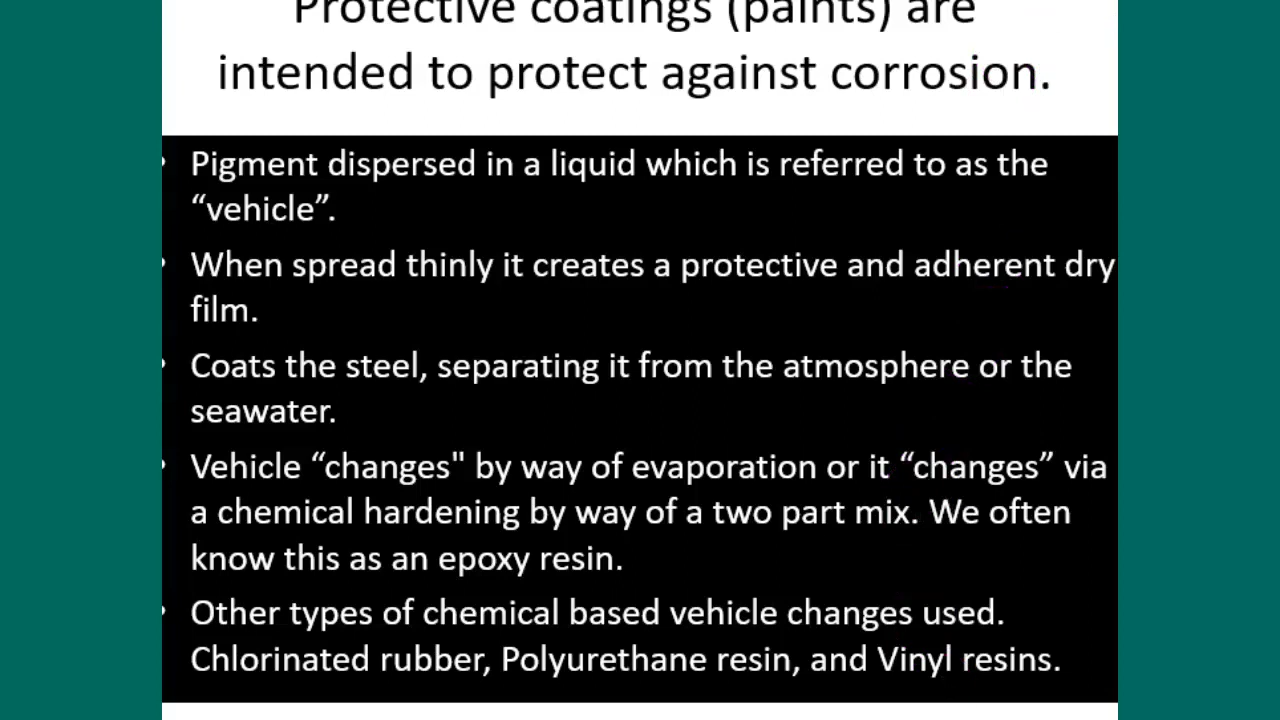 Protective coatings (paints) are
intended to protect against corrosion.
• Pigment dispersed in a liquid which is referred to as the
“vehicle”.
• When spread thinly it creates a protective and adherent dry
film.
• Coats the steel, separating it from the atmosphere or the
seawater.
• Vehicle “changes" by way of evaporation or it “changes” via
a chemical hardening by way of a two part mix. We often
know this as an epoxy resin.
• Other types of chemical based vehicle changes used.
Chlorinated rubber, Polyurethane resin, and Vinyl resins.